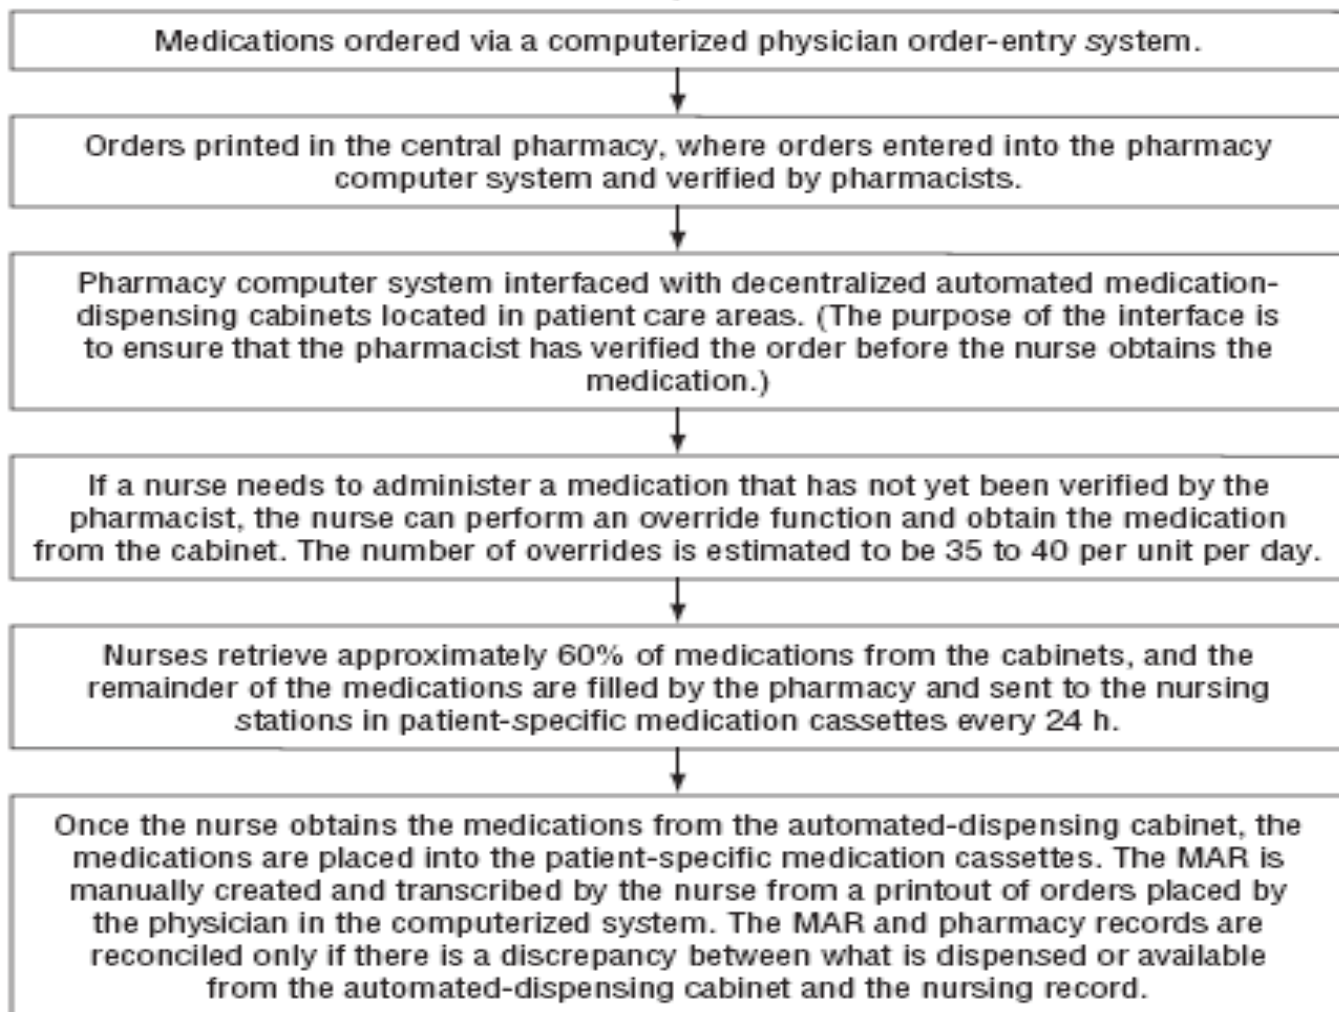 Medications ordered via a computerized physician order-entry system.
Orders printed in the central pharmacy, where orders entered into the pharmacy
computer system and verified by pharmacists.
Pharmacy computer system interfaced with decentralized automated medication-
dispensing cabinets located in patient care areas. (The purpose of the interface is
to ensure that the pharmacist has verified the order before the nurse obtains the
medication.)
If a nurse needs to administer a medication that has not yet been verified by the
pharmacist, the nurse can perform an override function and obtain the medication
from the cabinet. The number of overrides is estimated to be 35 to 40 per unit per day.
Nurses retrieve approximately 60% of medications from the cabinets, and the
remainder of the medications are filled by the pharmacy and sent to the nursing
stations in patient-specific medication cassettes every 24 h.
Once the nurse obtains the medications from the automated-dispensing cabinet, the
medications are placed into the patient-specific medication cassettes. The MAR is
manually created and transcribed by the nurse from a printout of orders placed by
the physician in the computerized system. The MAR and pharmacy records are
reconciled only if there is a discrepancy between what is dispensed or available
from the automated-dispensing cabinet and the nursing record.